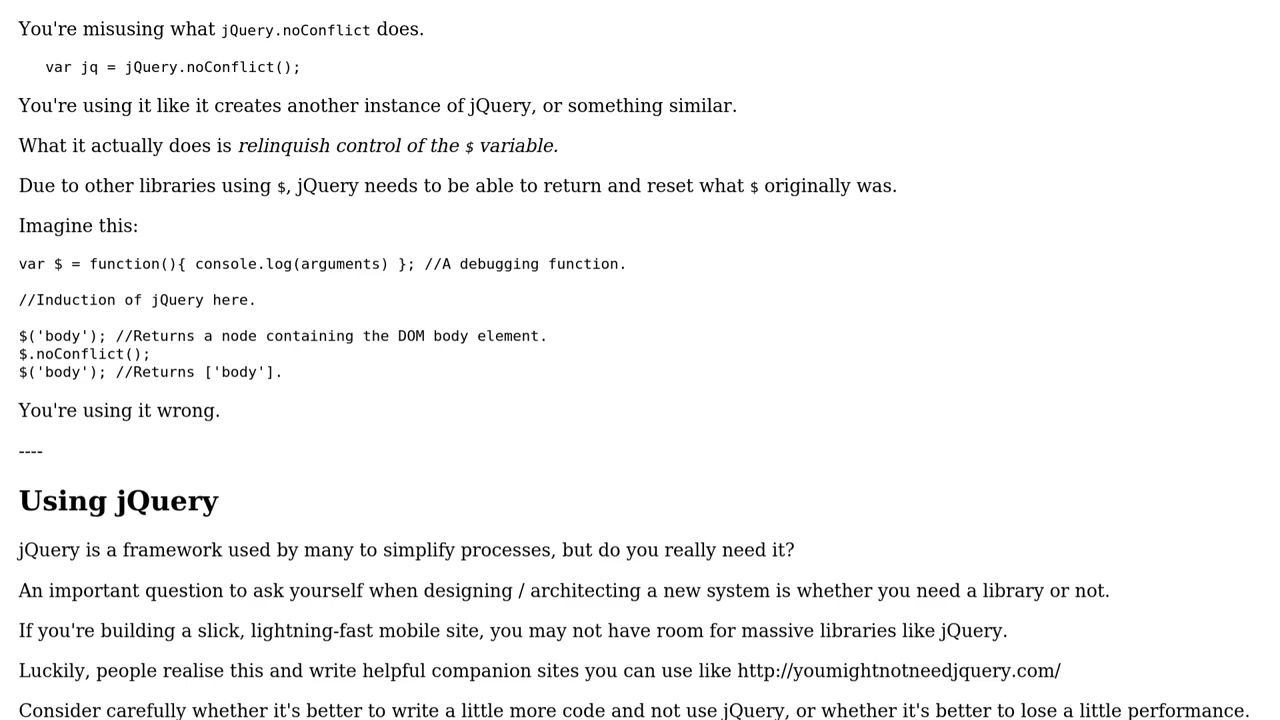 You're misusing what jQuery.noConflict does.
var jq = jQuery.noConflict();
You're using it like it creates another instance of jQuery, or something similar.
What it actually does is relinquish control of the $ variable.
Due to other libraries using $, jQuery needs to be able to return and reset what $ originally was.
Imagine this:
var $ = function(){ console.log(arguments) }; //A debugging function.
//Induction of jQuery here.
$('body'); //Returns a node containing the DOM body element.
$.noConflict();
$('body'); //Returns ['body'].
You're using it wrong.
----
Using jQuery
jQuery is a framework used by many to simplify processes, but do you really need it?
An important question to ask yourself when designing / architecting a new system is whether you need a library or not.
If you're building a slick, lightning-fast mobile site, you may not have room for massive libraries like jQuery.
Luckily, people realise this and write helpful companion sites you can use like http://youmightnotneedjquery.com/
Consider carefully whether it's better to write a little more code and not use jQuery, or whether it's better to lose a little performance.